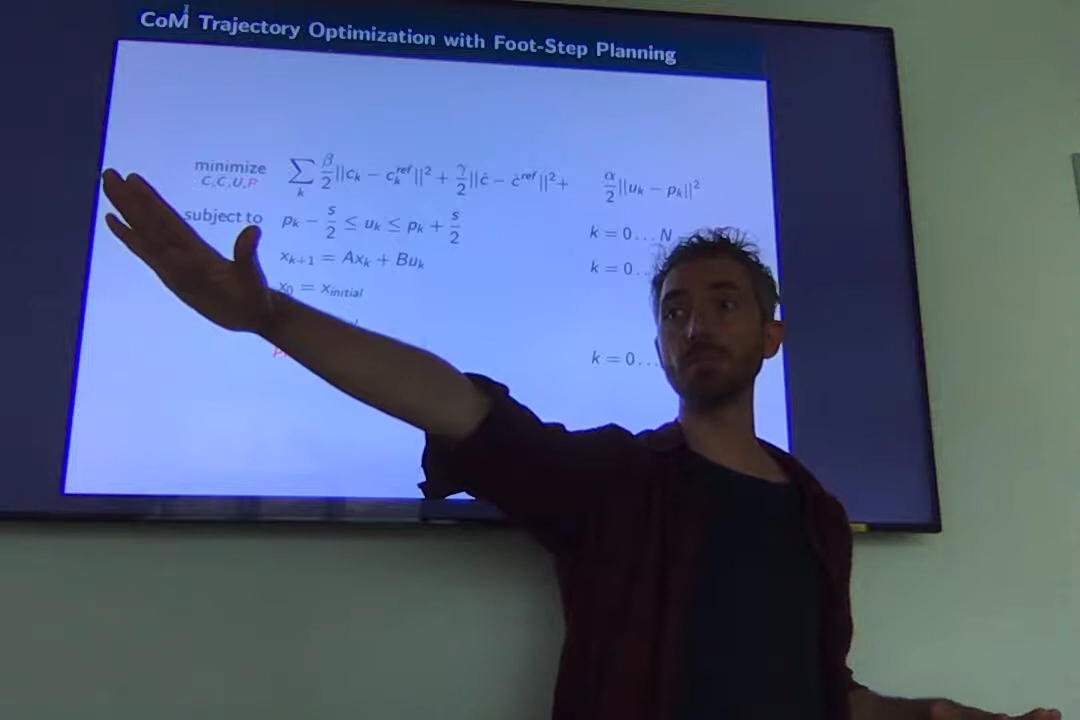 CoM Trajectory Optimization with Foot-Step Planning
minimize ∑ β/2 ||c_k − c_k^ref||² + γ/2 ||ċ − ċ^ref||² + α/2 ||u_k − p_k||²
C,Ċ,U,P k
subject to p_k − s/2 ≤ u_k ≤ p_k + s/2 k = 0 … N
x_{k+1} = Ax_k + Bu_k k = 0 ..
x_0 = x_initial
k = 0 …